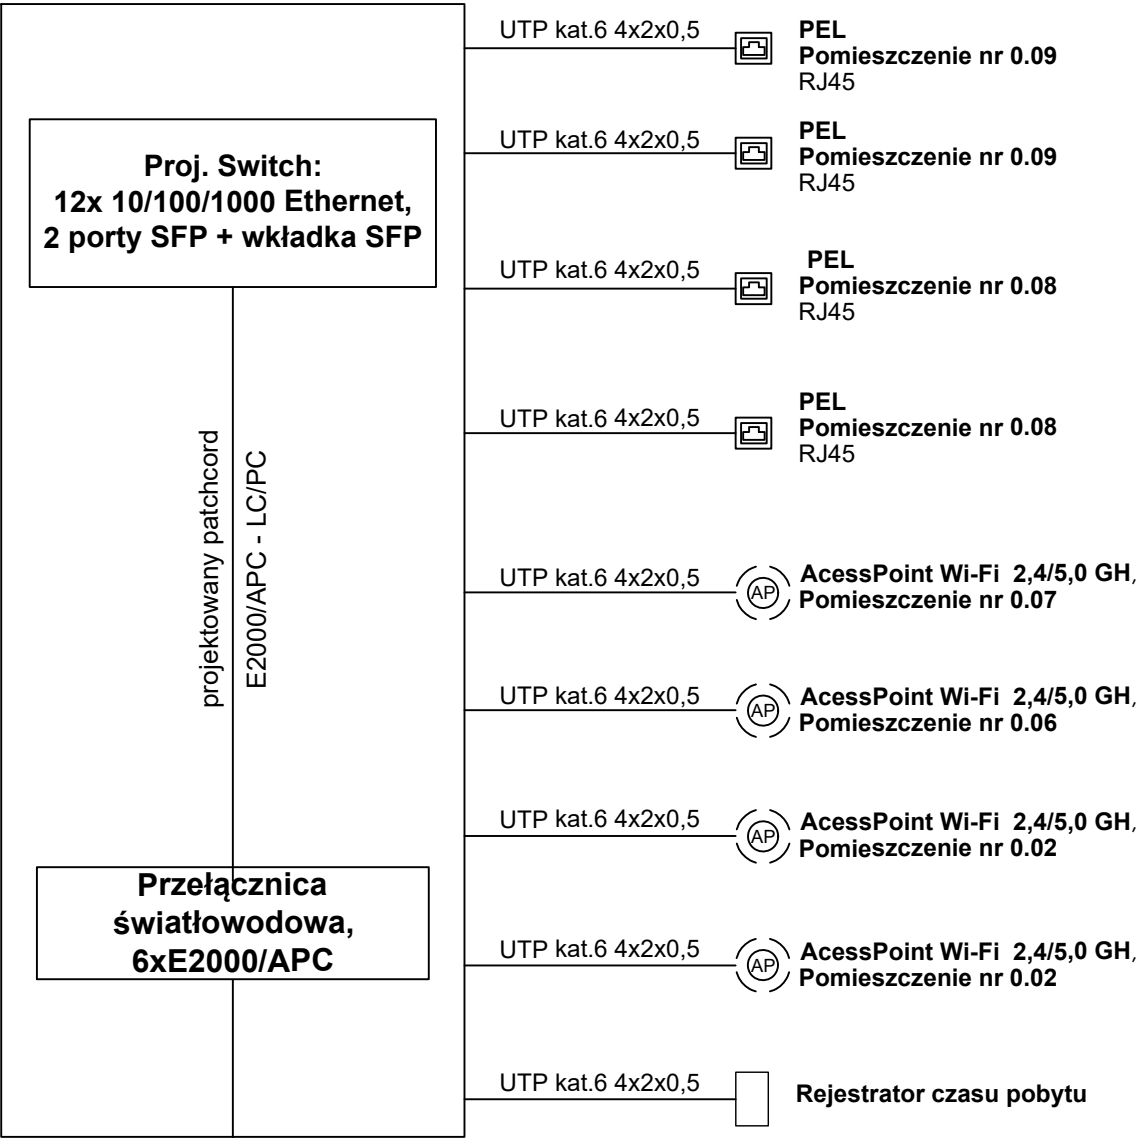 UTP kat.6 4x2x0,5
PEL
Pomieszczenie nr 0.09
RJ45
UTP kat.6 4x2x0,5
PEL
Pomieszczenie nr 0.09
RJ45
Proj. Switch:
12x 10/100/1000 Ethernet,
2 porty SFP + wkładka SFP
UTP kat.6 4x2x0,5
PEL
Pomieszczenie nr 0.08
RJ45
UTP kat.6 4x2x0,5
PEL
Pomieszczenie nr 0.08
RJ45
projektowany patchcord
E2000/APC - LC/PC
UTP kat.6 4x2x0,5
AP
AcessPoint Wi-Fi 2,4/5,0 GH,
Pomieszczenie nr 0.07
UTP kat.6 4x2x0,5
AP
AcessPoint Wi-Fi 2,4/5,0 GH,
Pomieszczenie nr 0.06
UTP kat.6 4x2x0,5
AP
AcessPoint Wi-Fi 2,4/5,0 GH,
Pomieszczenie nr 0.02
Przełącznica
światłowodowa,
6xE2000/APC
UTP kat.6 4x2x0,5
AP
AcessPoint Wi-Fi 2,4/5,0 GH,
Pomieszczenie nr 0.02
UTP kat.6 4x2x0,5
Rejestrator czasu pobytu